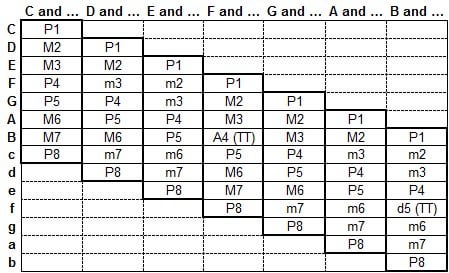 C and ... D and ... E and ... F and ... G and ... A and ... B and ...
C P1
D M2 P1
E M3 M2 P1
F P4 m3 m2 P1
G P5 P4 m3 M2 P1
A M6 P5 P4 M3 M2 P1
B M7 M6 P5 A4 (TT) M3 M2 P1
c P8 m7 m6 P5 P4 m3 m2
d P8 m7 M6 P5 P4 m3
e P8 M7 M6 P5 P4
f P8 m7 m6 d5 (TT)
g P8 m7 m6
a P8 m7
b P8